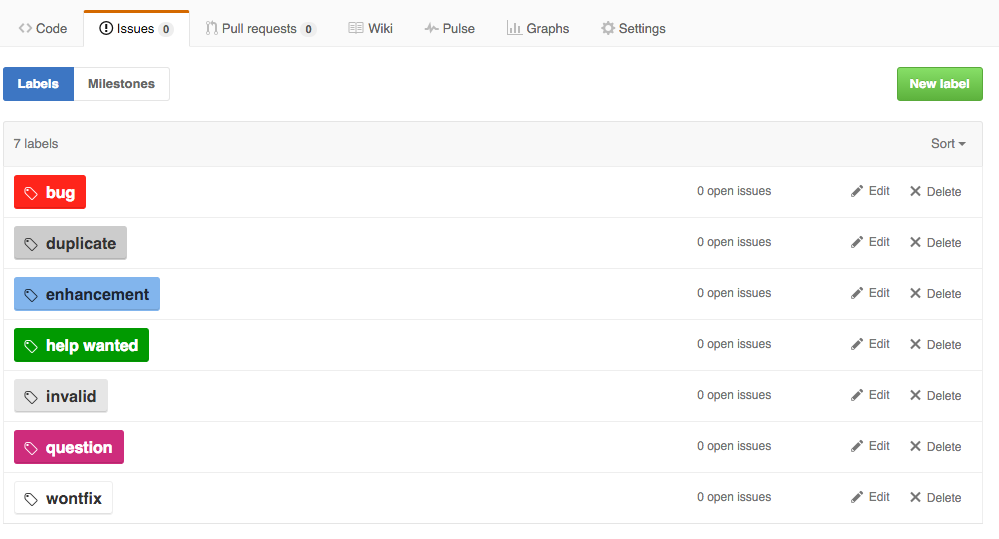 Code Issues 0 Pull requests 0 Wiki Pulse Graphs Settings
Labels Milestones New label
7 labels Sort
bug 0 open issues Edit Delete
duplicate 0 open issues Edit Delete
enhancement 0 open issues Edit Delete
help wanted 0 open issues Edit Delete
invalid 0 open issues Edit Delete
question 0 open issues Edit Delete
wontfix 0 open issues Edit Delete